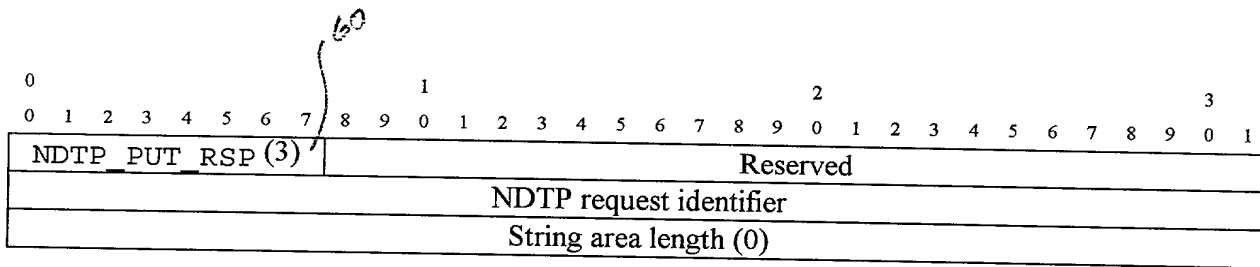 60
0 1 2 3
0 1 2 3 4 5 6 7 8 9 0 1 2 3 4 5 6 7 8 9 0 1 2 3 4 5 6 7 8 9 0 1
NDTP_PUT_RSP (3) Reserved
NDTP request identifier
String area length (0)